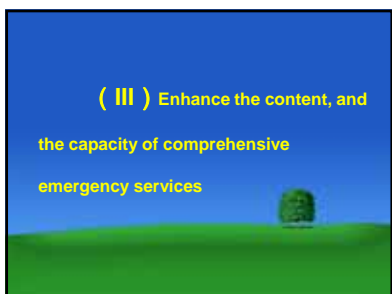 ( III ) Enhance the content, and
the capacity of comprehensive
emergency services